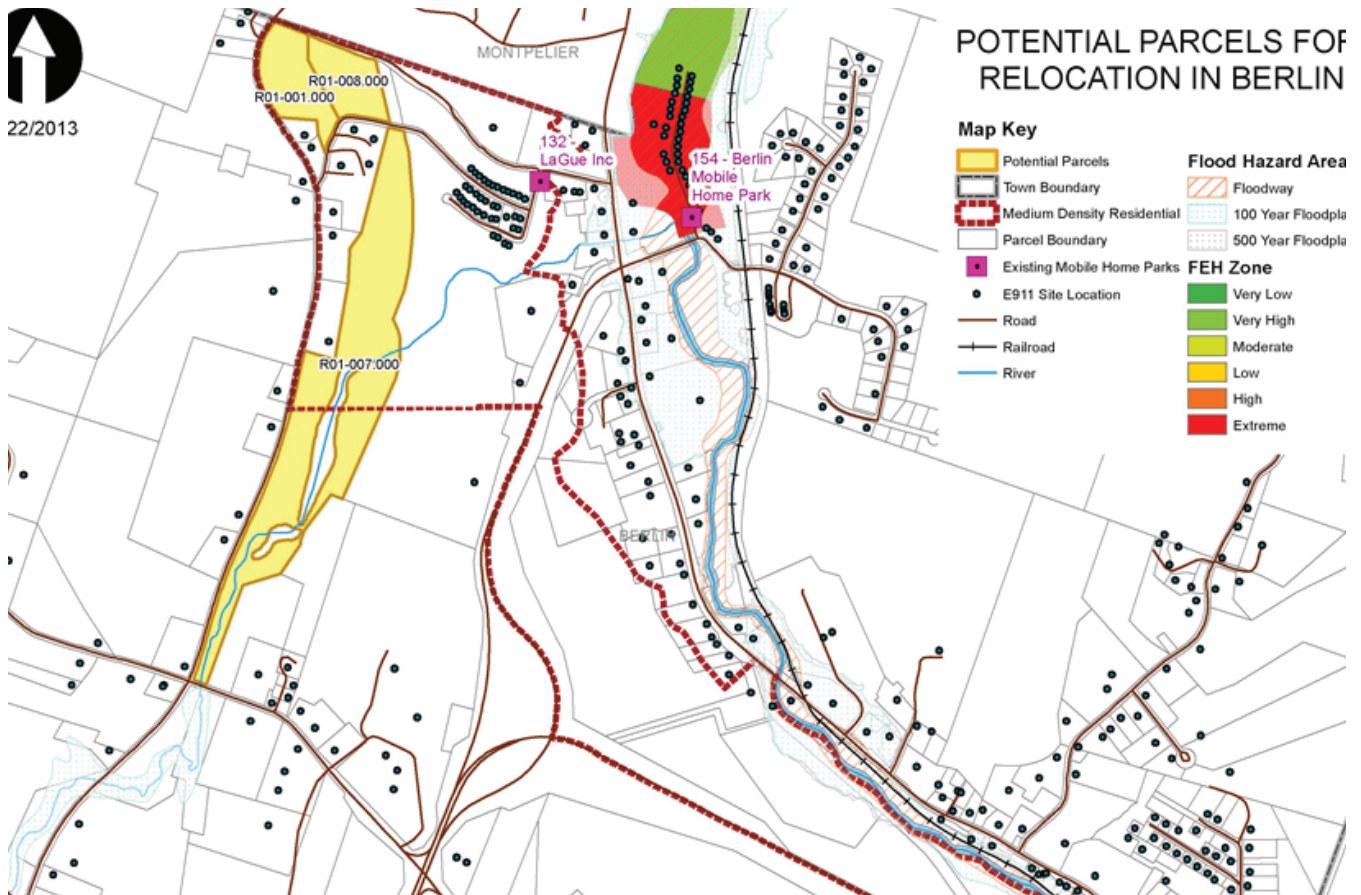 POTENTIAL PARCELS FOR
RELOCATION IN BERLIN
22/2013
MONTPELIER
R01-008.000
R01-001.000
132 -
LaGue Inc
154 - Berlin
Mobile
Home Park
R01-007.000
BERLIN
Map Key
Potential Parcels
Town Boundary
Medium Density Residential
Parcel Boundary
Existing Mobile Home Parks
E911 Site Location
Road
Railroad
River
Flood Hazard Area
Floodway
100 Year Floodpla
500 Year Floodpla
FEH Zone
Very Low
Very High
Moderate
Low
High
Extreme